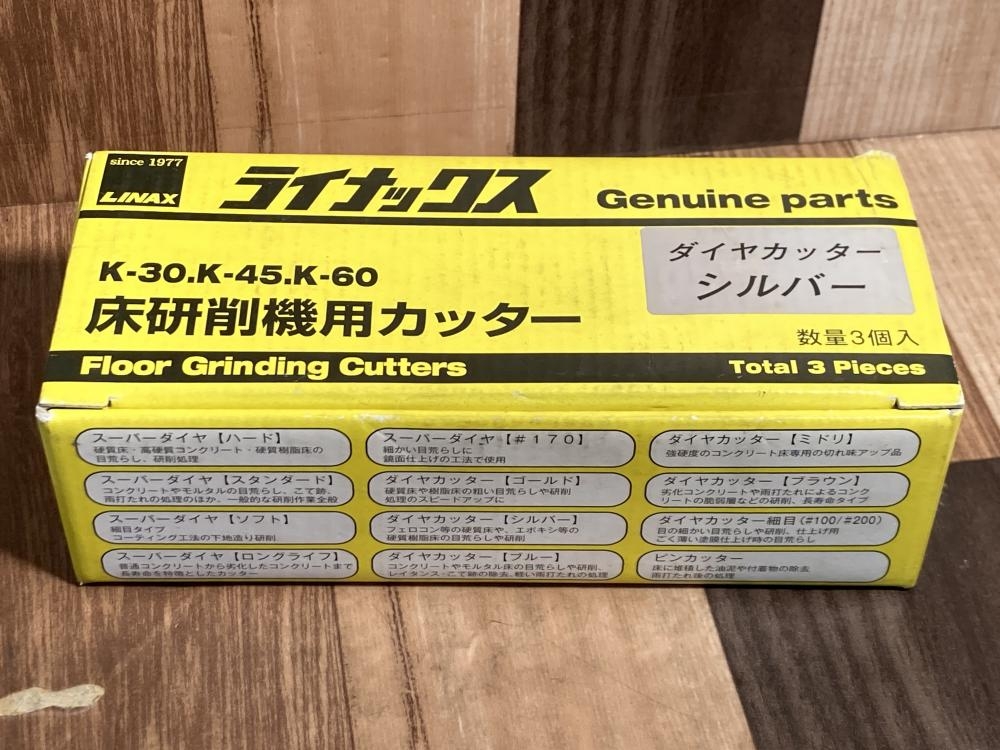 since 1977
LINAX
ライナックス
Genuine parts
K-30.K-45.K-60
床研削機用カッター
ダイヤカッター
シルバー
数量3個入
Floor Grinding Cutters
Total 3 Pieces
スーパーダイヤ【ハード】
硬質床・高硬質コンクリート・硬質樹脂床の
目荒らし、研削処理
スーパーダイヤ【スタンダード】
コンクリートやモルタルの目荒らし、こて跡、
雨打たれの処理のほか、一般的な研削作業全般
スーパーダイヤ【ソフト】
細目タイプ
コーティング工法の下地造り研削
スーパーダイヤ【ロングライフ】
普通コンクリートから劣化したコンクリートまで
長寿命を特徴としたカッター
スーパーダイヤ【#170】
細かい目荒らしに
鏡面仕上げの工法で使用
ダイヤカッター【ゴールド】
硬質床や樹脂床の粗い目荒らしや研削
処理のスピードアップに
ダイヤカッター【シルバー】
フェロコン等の硬質床や、エポキシ等の
硬質樹脂床の目荒らしや研削
ダイヤカッター【ブルー】
コンクリートやモルタル床の目荒らしや研削、
レイタンス・こて跡の除去、軽い雨打たれの処理
ダイヤカッター【ミドリ】
強硬度のコンクリート床専用の切れ味アップ品
ダイヤカッター【ブラウン】
劣化コンクリートや雨打たれによるコンク
リートの脆弱層などの研削、長寿命タイプ
ダイヤカッター細目(#100/#200)
目の細かい目荒らしや研削、仕上げ用
ごく薄い塗膜仕上げ時の目荒らし
ピンカッター
床に堆積した油泥や付着物の除去
雨打たれ後の処理